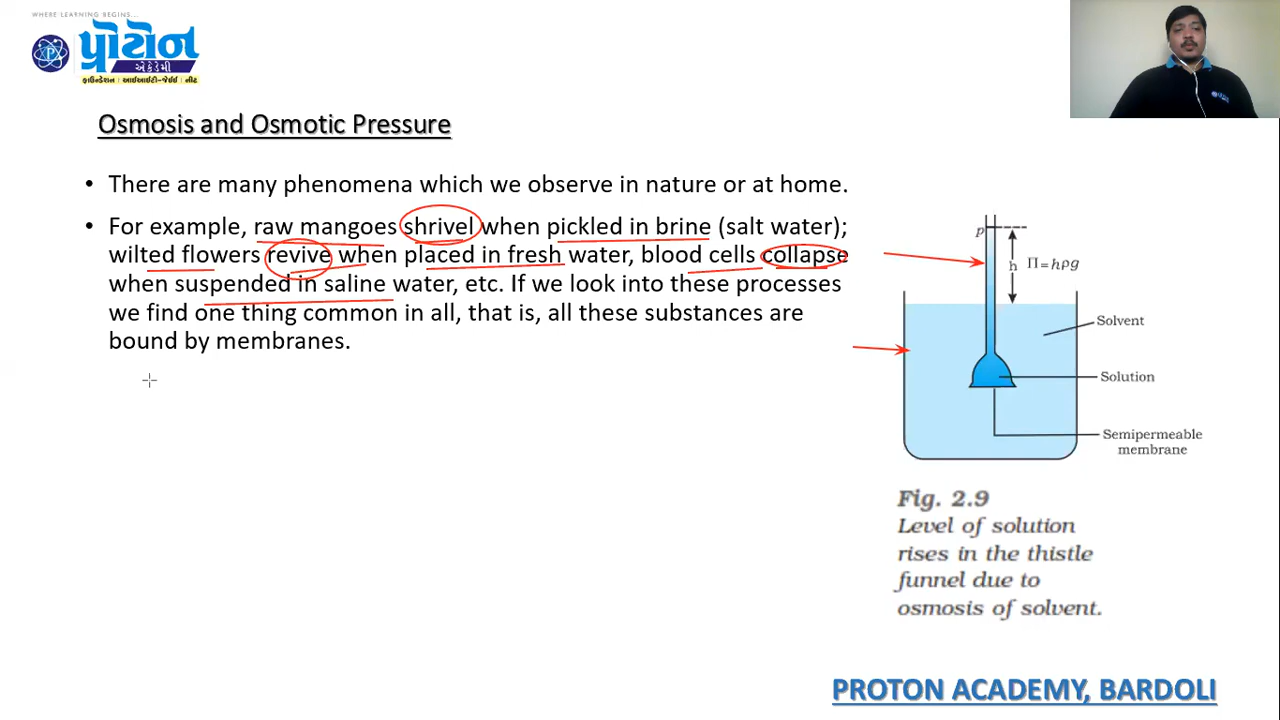 WHERE LEARNING BEGINS...
પ્રોટોન
એકેડેમી
ફાઉન્ડેશન | આઈઆઈટી-જેઈઈ | નીટ
Osmosis and Osmotic Pressure
• There are many phenomena which we observe in nature or at home.
• For example, raw mangoes shrivel when pickled in brine (salt water);
wilted flowers revive when placed in fresh water, blood cells collapse
when suspended in saline water, etc. If we look into these processes
we find one thing common in all, that is, all these substances are
bound by membranes.
p
h Π=hρg
Solvent
Solution
Semipermeable
membrane
Fig. 2.9
Level of solution
rises in the thistle
funnel due to
osmosis of solvent.
PROTON ACADEMY, BARDOLI